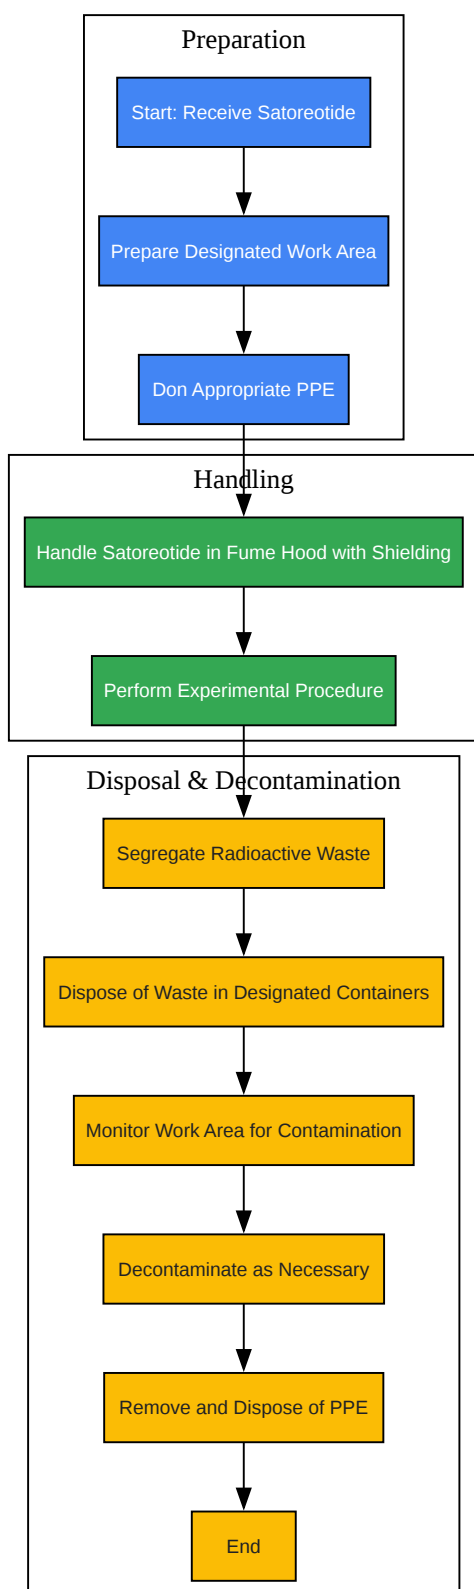 Preparation
Start: Receive Satoreotide
Prepare Designated Work Area
Don Appropriate PPE
Handling
Handle Satoreotide in Fume Hood with Shielding
Perform Experimental Procedure
Disposal & Decontamination
Segregate Radioactive Waste
Dispose of Waste in Designated Containers
Monitor Work Area for Contamination
Decontaminate as Necessary
Remove and Dispose of PPE
End